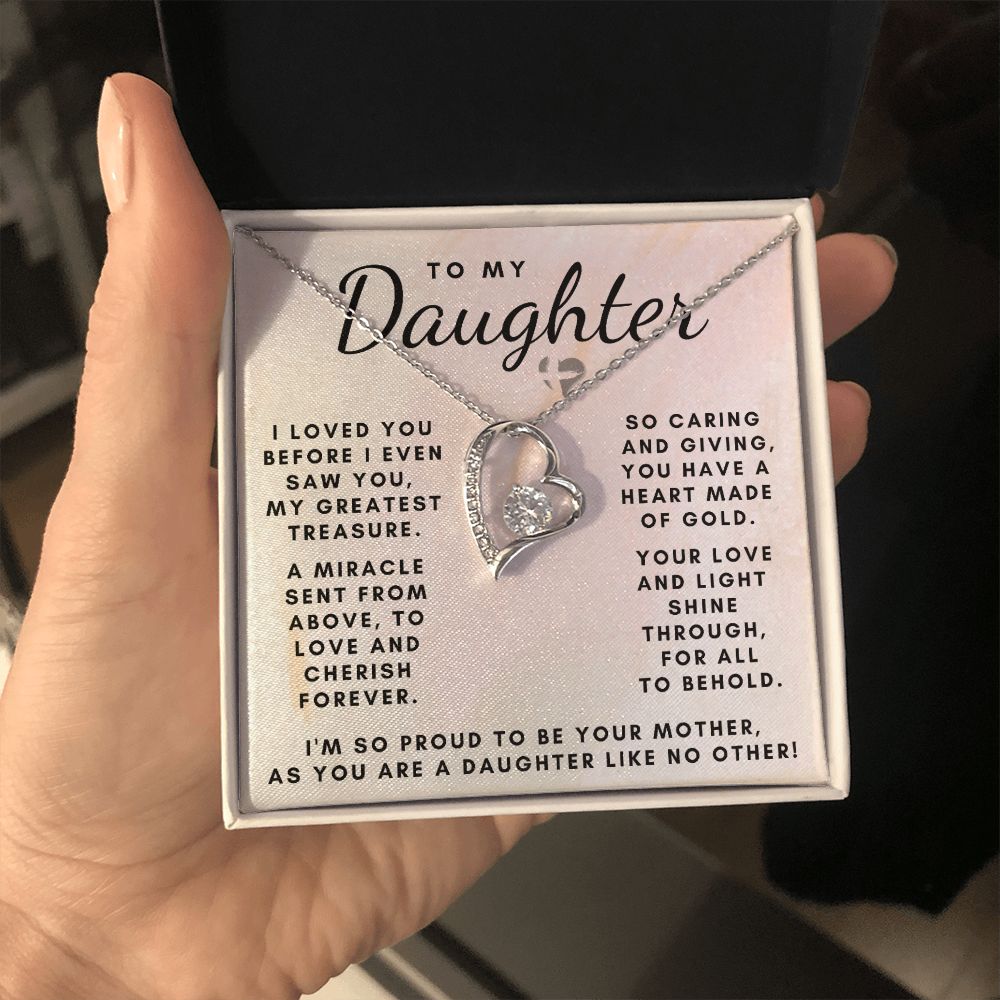 TO MY
Daughter
I LOVED YOU
BEFORE I EVEN
SAW YOU,
MY GREATEST
TREASURE.
A MIRACLE
SENT FROM
ABOVE, TO
LOVE AND
CHERISH
FOREVER.
SO CARING
AND GIVING,
YOU HAVE A
HEART MADE
OF GOLD.
YOUR LOVE
AND LIGHT
SHINE
THROUGH,
FOR ALL
TO BEHOLD.
I'M SO PROUD TO BE YOUR MOTHER,
AS YOU ARE A DAUGHTER LIKE NO OTHER!